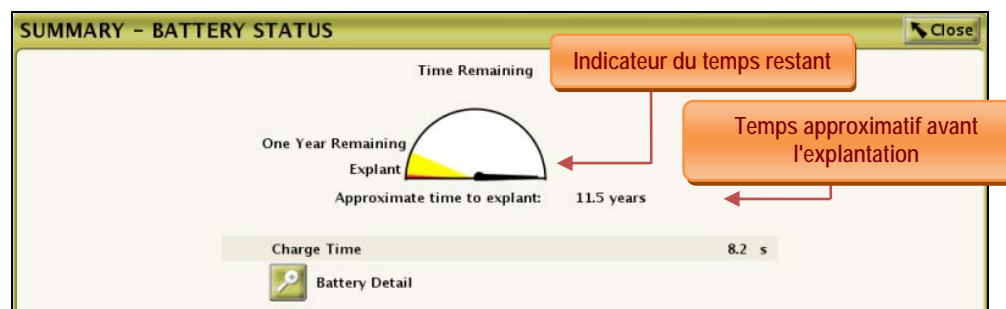 SUMMARY - BATTERY STATUS
Close
Time Remaining
Indicateur du temps restant
Temps approximatif avant
l'explantation
One Year Remaining
Explant
Approximate time to explant: 11.5 years
Charge Time 8.2 s
Battery Detail